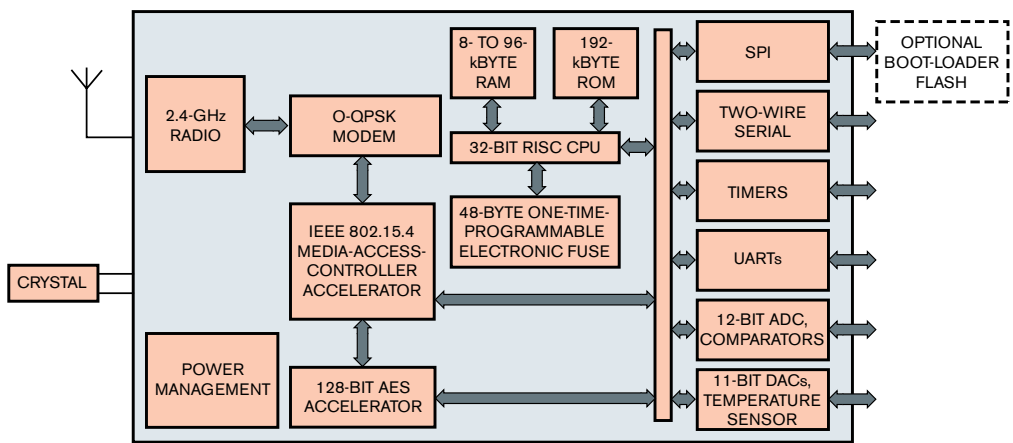 8- TO 96-
kBYTE
RAM
192-
kBYTE
ROM
SPI
OPTIONAL
BOOT-LOADER
FLASH
2.4-GHz
RADIO
O-QPSK
MODEM
32-BIT RISC CPU
TWO-WIRE
SERIAL
TIMERS
48-BYTE ONE-TIME-
PROGRAMMABLE
ELECTRONIC FUSE
IEEE 802.15.4
MEDIA-ACCESS-
CONTROLLER
ACCELERATOR
UARTs
CRYSTAL
12-BIT ADC,
COMPARATORS
POWER
MANAGEMENT
128-BIT AES
ACCELERATOR
11-BIT DACs,
TEMPERATURE
SENSOR